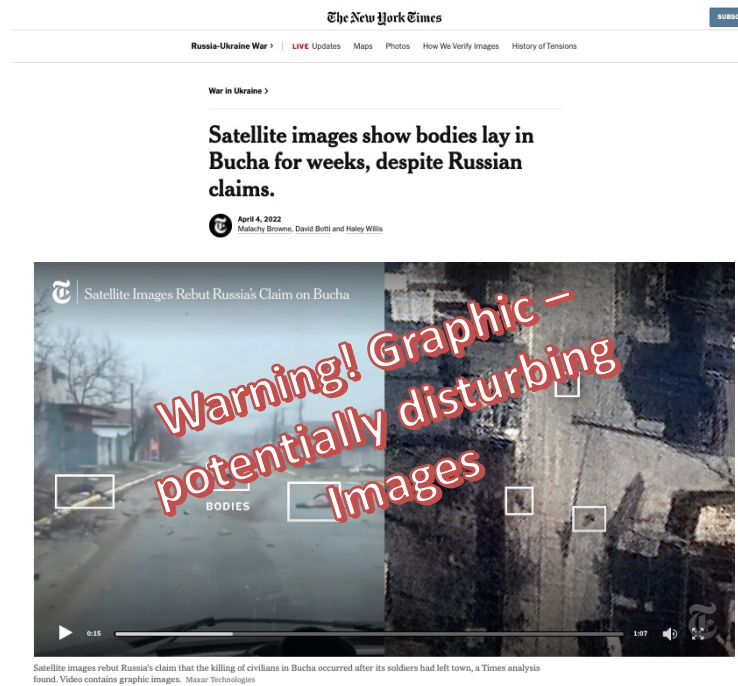 The New York Times
SUBSC
Russia-Ukraine War >
LIVE Updates
Maps
Photos
How We Verify Images
History of Tensions
War in Ukraine >
Satellite images show bodies lay in
Bucha for weeks, despite Russian
claims.
April 4, 2022
Malachy Browne, David Botti and Haley Willis
Satellite Images Rebut Russia's Claim on Bucha
Warning! Graphic –
potentially disturbing
Images
BODIES
0:15
1:07
Satellite images rebut Russia's claim that the killing of civilians in Bucha occurred after its soldiers had left town, a Times analysis
found. Video contains graphic images. Maxar Technologies